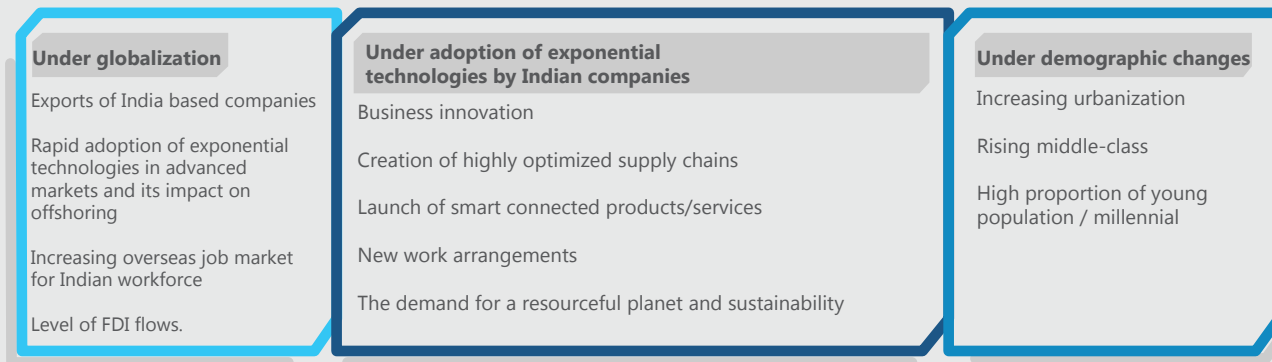 Under globalization
Exports of India based companies
Rapid adoption of exponential
technologies in advanced
markets and its impact on
offshoring
Increasing overseas job market
for Indian workforce
Level of FDI flows.
Under adoption of exponential
technologies by Indian companies
Business innovation
Creation of highly optimized supply chains
Launch of smart connected products/services
New work arrangements
The demand for a resourceful planet and sustainability
Under demographic changes
Increasing urbanization
Rising middle-class
High proportion of young
population / millennial